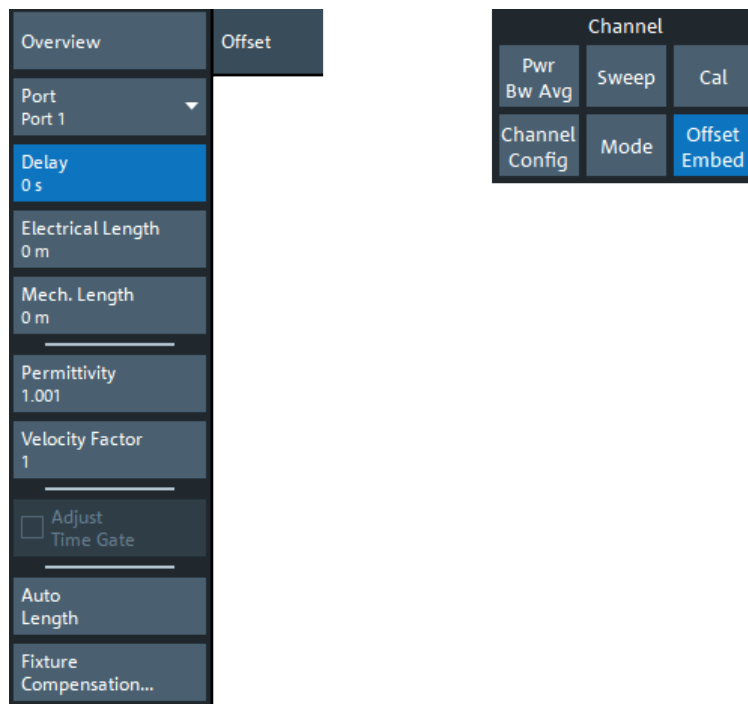 Overview
Offset
Port
Port 1
Delay
0 s
Electrical Length
0 m
Mech. Length
0 m
Permittivity
1.001
Velocity Factor
1
Adjust
Time Gate
Auto
Length
Fixture
Compensation...
Channel
Pwr
Bw Avg
Sweep
Cal
Channel
Config
Mode
Offset
Embed